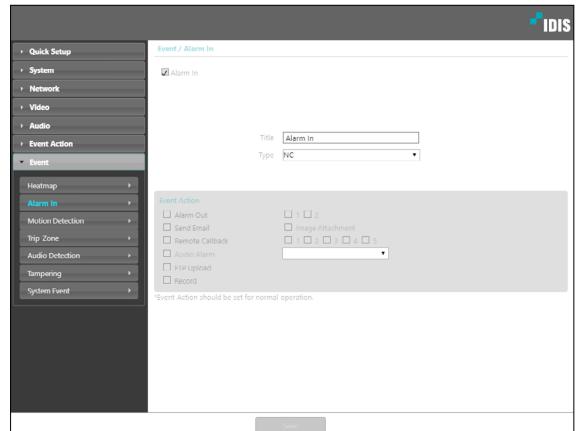 IDIS
Quick Setup
System
Network
Video
Audio
Event Action
Event
Heatmap
Alarm In
Motion Detection
Trip Zone
Audio Detection
Tampering
System Event
Event / Alarm In
Alarm In
Title Alarm In
Type NC
Event Action
Alarm Out 1 2
Send Email Image Attachment
Remote Callback 1 2 3 4 5
Audio Alarm
FTP Upload
Record
*Event Action should be set for normal operation.
Save